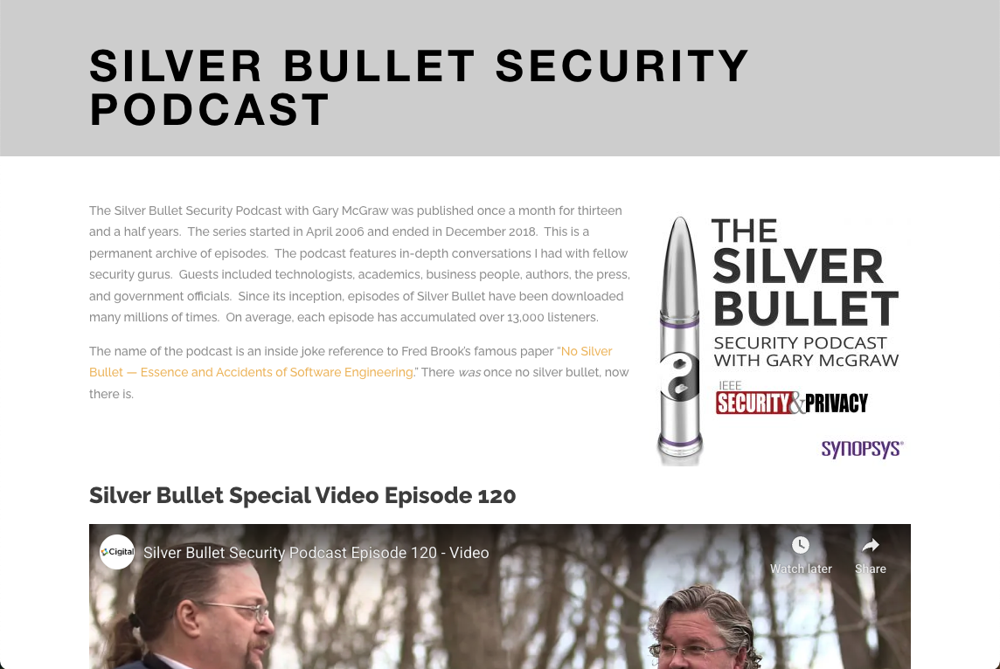 SILVER BULLET SECURITY
PODCAST
The Silver Bullet Security Podcast with Gary McGraw was published once a month for thirteen
and a half years.  The series started in April 2006 and ended in December 2018.  This is a
permanent archive of episodes.  The podcast features in-depth conversations I had with fellow
security gurus.  Guests included technologists, academics, business people, authors, the press,
and government officials.  Since its inception, episodes of Silver Bullet have been downloaded
many millions of times.  On average, each episode has accumulated over 13,000 listeners.
The name of the podcast is an inside joke reference to Fred Brook's famous paper “No Silver
Bullet — Essence and Accidents of Software Engineering.” There was once no silver bullet, now
there is.
THE
SILVER
BULLET
SECURITY PODCAST
WITH GARY McGRAW
IEEE
SECURITY&PRIVACY
SYNOPSYS®
Silver Bullet Special Video Episode 120
Cigital
Silver Bullet Security Podcast Episode 120 - Video
Watch later
Share